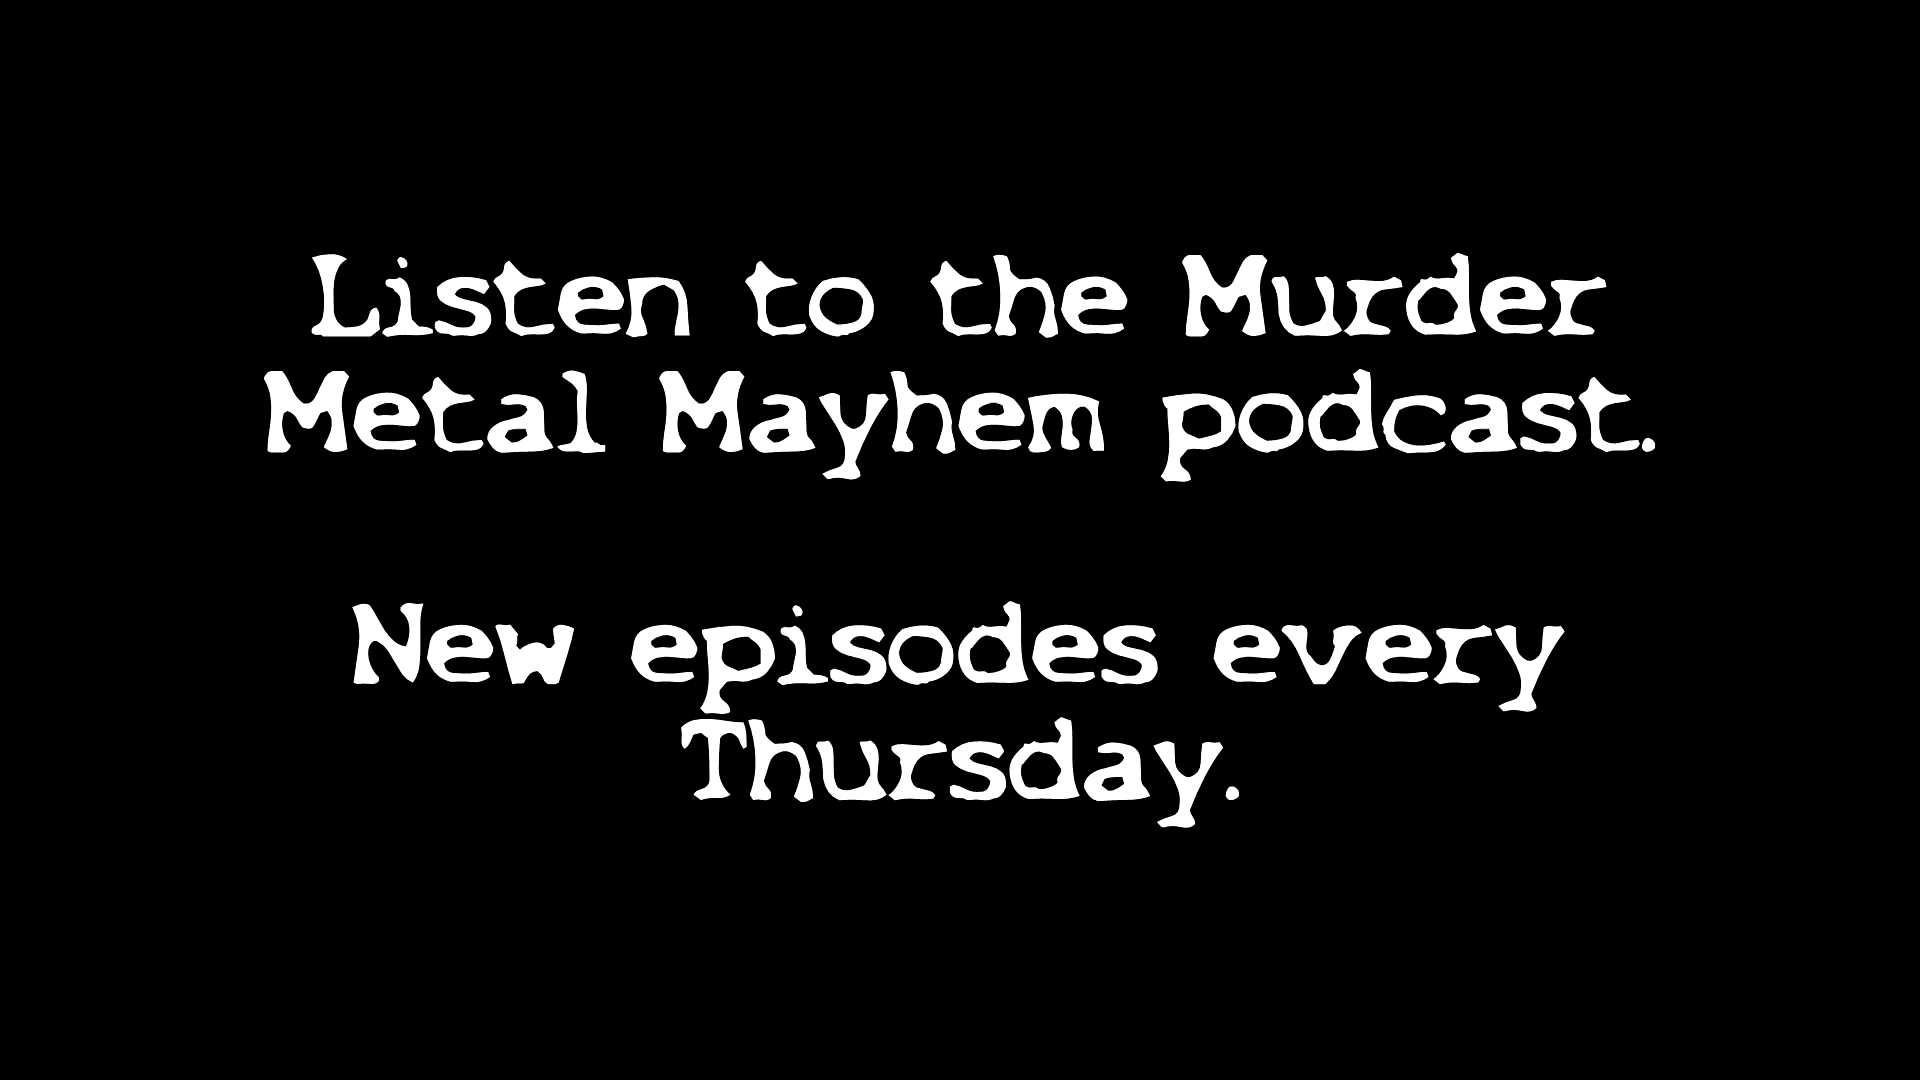 Listen to the Murder
Metal Mayhem podcast.
New episodes every
Thursday.